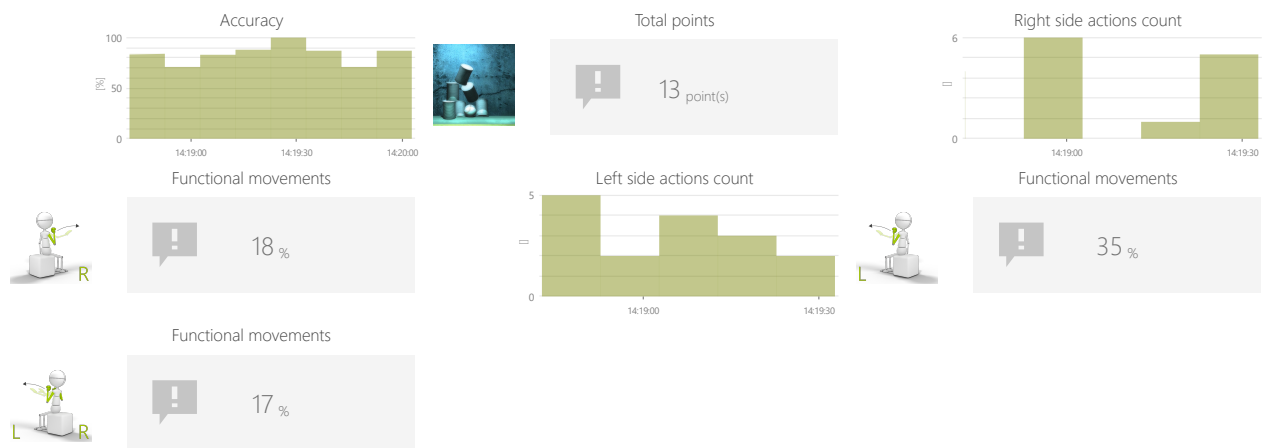 Accuracy
100
[%]
50
0
14:19:00
14:19:30
14:20:00
Total points
13 point(s)
Right side actions count
6
[]
0
14:19:00
14:19:30
Functional movements
R
18 %
Left side actions count
5
[]
0
14:19:00
14:19:30
Functional movements
L
35 %
Functional movements
L R
17 %